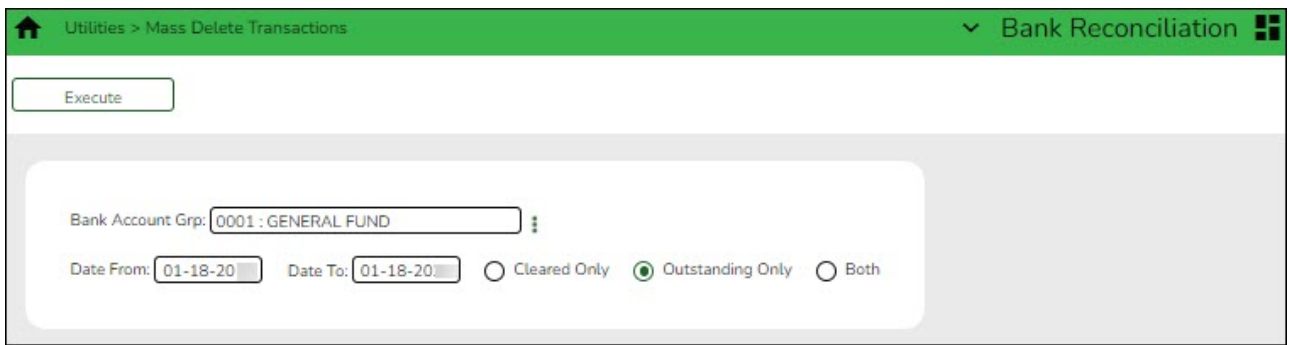 Utilities > Mass Delete Transactions Bank Reconciliation
Execute
Bank Account Grp: 0001 : GENERAL FUND
Date From: 01-18-20 Date To: 01-18-20 Cleared Only Outstanding Only Both